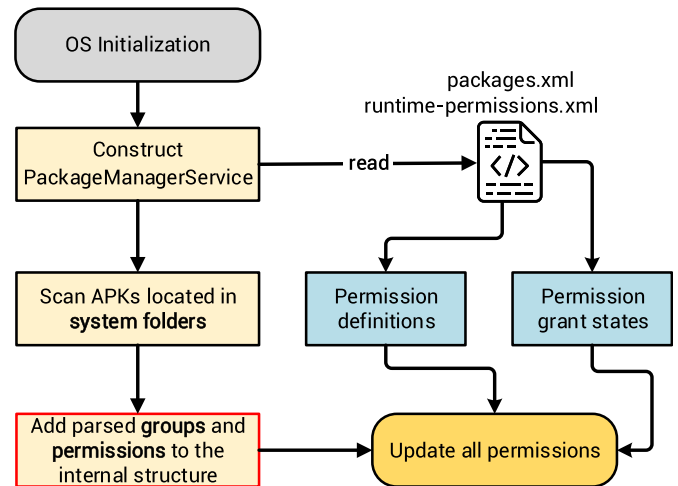 OS Initialization
packages.xml
runtime-permissions.xml
Construct
PackageManagerService
read
</>
Scan APKs located in
system folders
Permission
definitions
Permission
grant states
Add parsed groups and
permissions to the
internal structure
Update all permissions